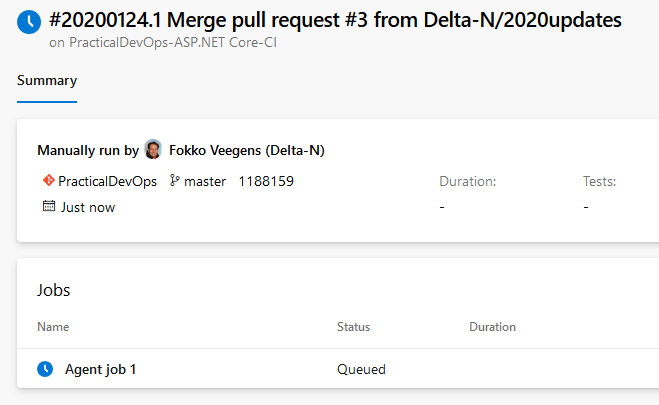 #20200124.1 Merge pull request #3 from Delta-N/2020updates
on PracticalDevOps-ASP.NET Core-CI
Summary
Manually run by Fokko Veegens (Delta-N)
PracticalDevOps master 1188159 Duration: Tests:
Just now - -
Jobs
Name Status Duration
Agent job 1 Queued